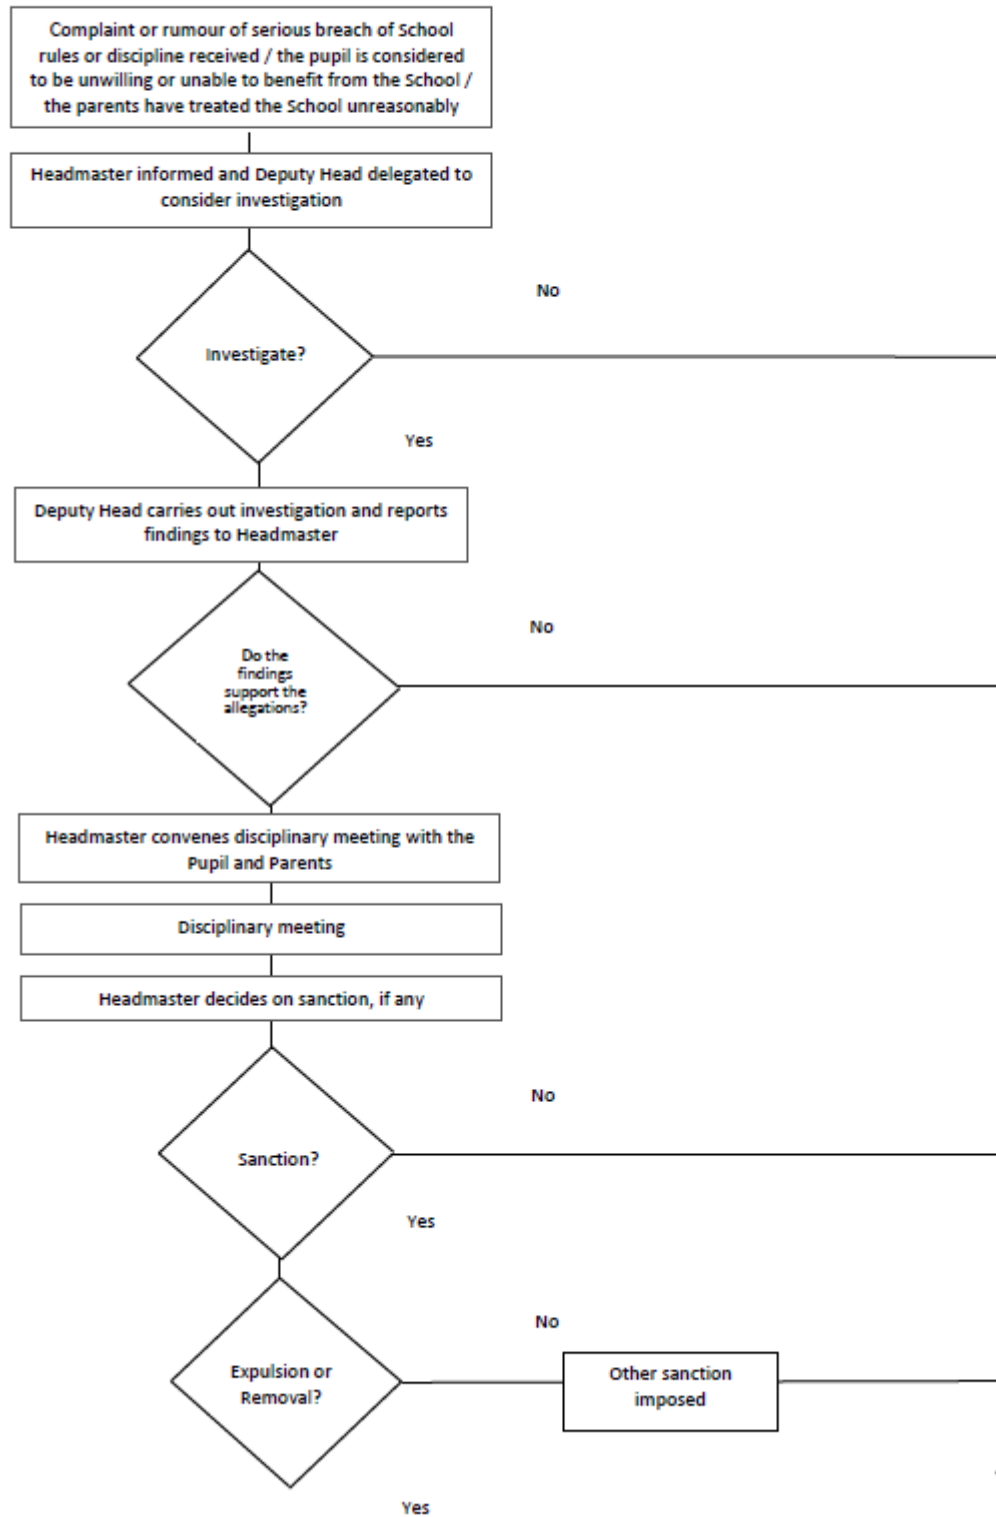 Complaint or rumour of serious breach of School
rules or discipline received / the pupil is considered
to be unwilling or unable to benefit from the School /
the parents have treated the School unreasonably
Headmaster informed and Deputy Head delegated to
consider investigation
No
Investigate?
Yes
Deputy Head carries out investigation and reports
findings to Headmaster
No
Do the
findings
support the
allegations?
Headmaster convenes disciplinary meeting with the
Pupil and Parents
Disciplinary meeting
Headmaster decides on sanction, if any
No
Sanction?
Yes
No
Expulsion or
Removal?
Other sanction
imposed
Yes